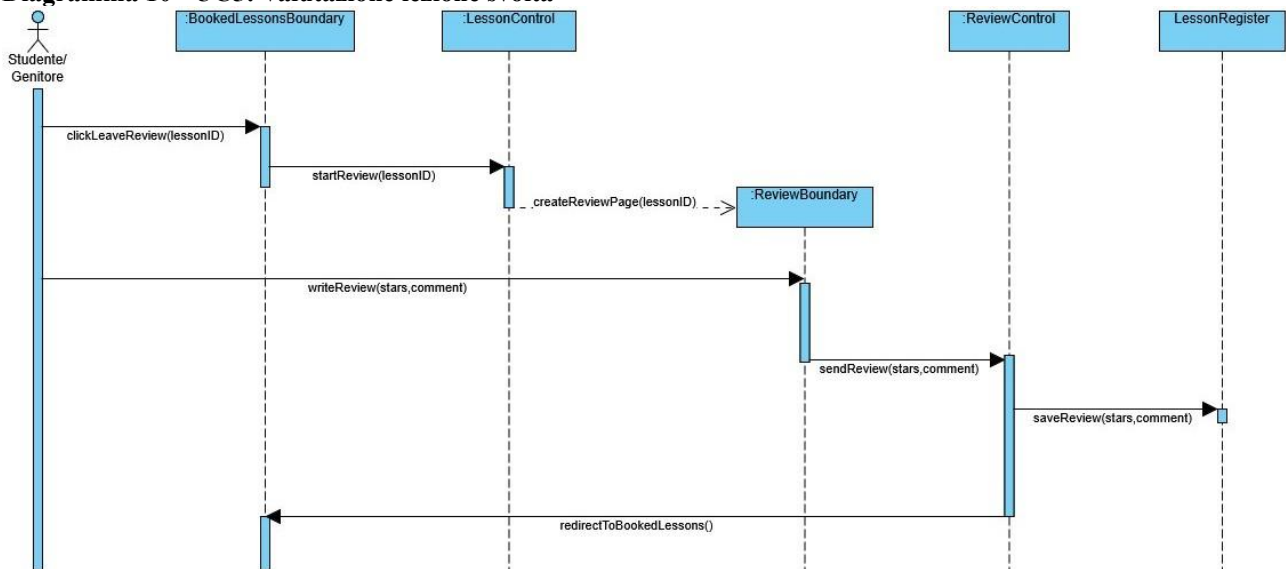 Diagramma 10 - UC5: Valutazione lezione svolta
:BookedLessonsBoundary
:LessonControl
:ReviewControl
LessonRegister
Studente/
Genitore
clickLeaveReview(lessonID)
startReview(lessonID)
createReviewPage(lessonID)
:ReviewBoundary
writeReview(stars,comment)
sendReview(stars,comment)
saveReview(stars,comment)
redirectToBookedLessons()